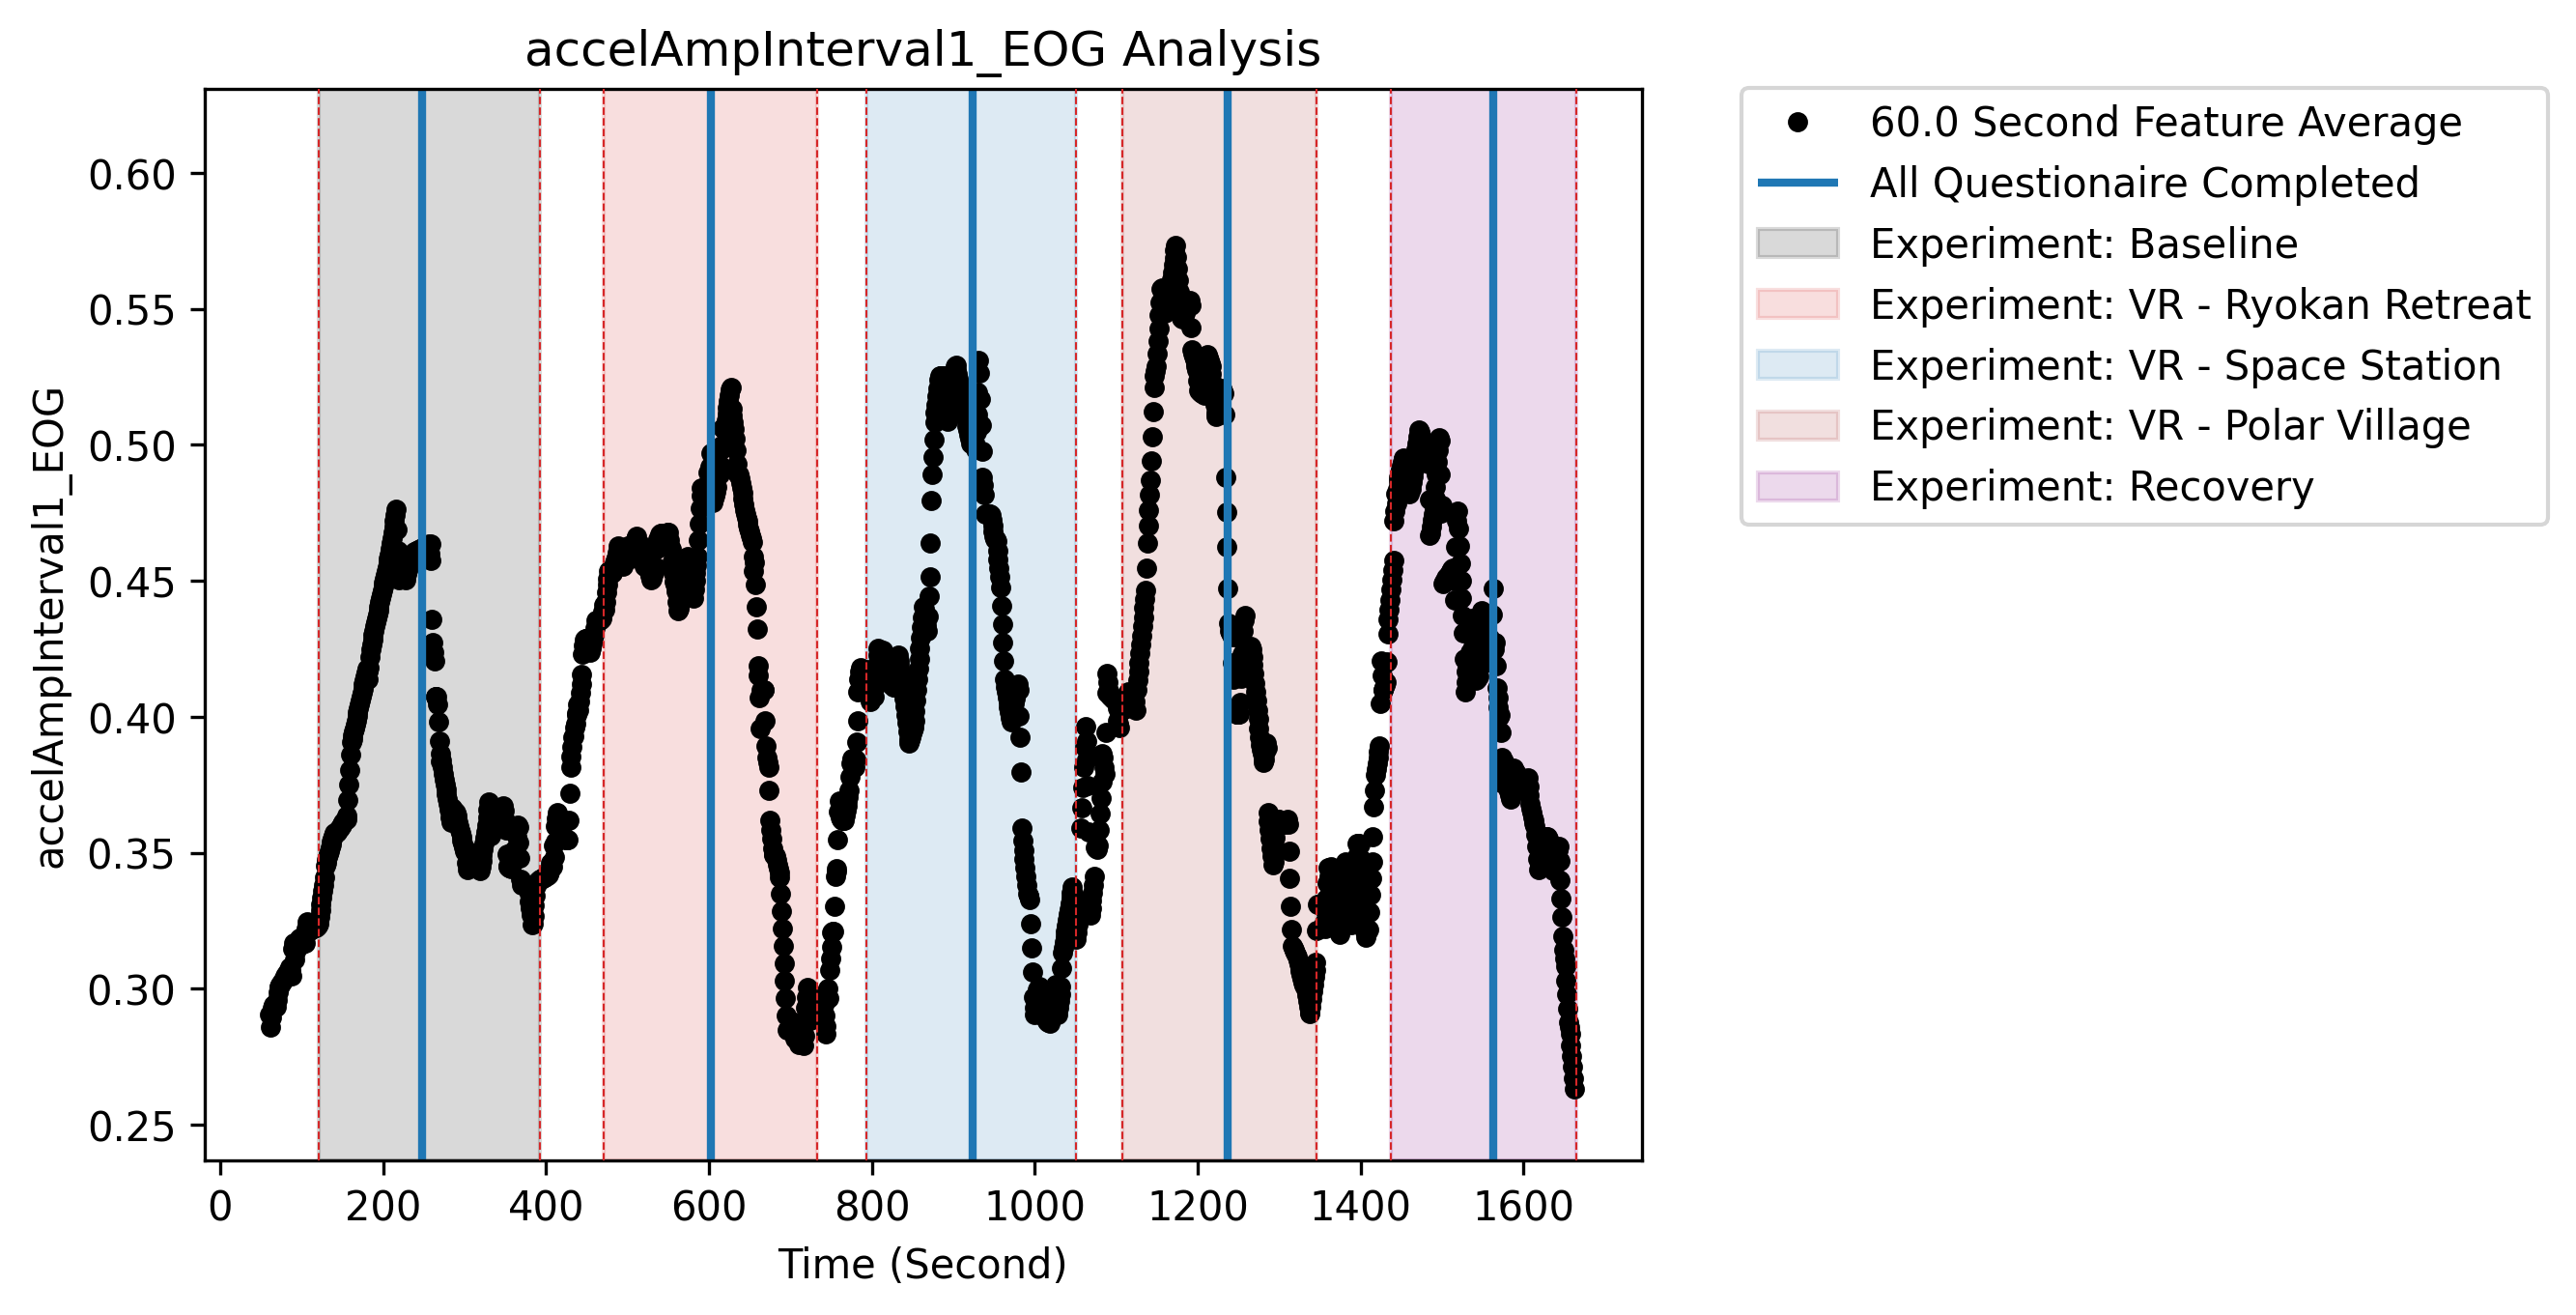 accelAmpInterval1_EOG Analysis
60.0 Second Feature Average
All Questionaire Completed
Experiment: Baseline
Experiment: VR - Ryokan Retreat
Experiment: VR - Space Station
Experiment: VR - Polar Village
Experiment: Recovery
accelAmpInterval1_EOG
0.60
0.55
0.50
0.45
0.40
0.35
0.30
0.25
0 200 400 600 800 1000 1200 1400 1600
Time (Second)